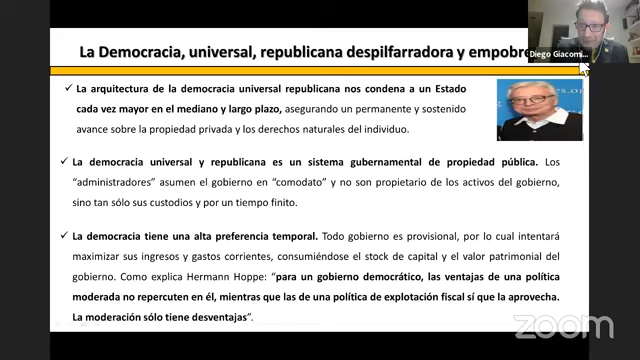 Diego Giacomi...
La Democracia, universal, republicana despilfarradora y empobre
✓ La arquitectura de la democracia universal republicana nos condena a un Estado
cada vez mayor en el mediano y largo plazo, asegurando un permanente y sostenido
avance sobre la propiedad privada y los derechos naturales del individuo.
✓ La democracia universal y republicana es un sistema gubernamental de propiedad pública. Los
“administradores” asumen el gobierno en “comodato” y no son propietario de los activos del gobierno,
sino tan sólo sus custodios y por un tiempo finito.
✓ La democracia tiene una alta preferencia temporal. Todo gobierno es provisional, por lo cual intentará
maximizar sus ingresos y gastos corrientes, consumiéndose el stock de capital y el valor patrimonial del
gobierno. Como explica Hermann Hoppe: “para un gobierno democrático, las ventajas de una política
moderada no repercuten en él, mientras que las de una política de explotación fiscal sí que la aprovecha.
La moderación sólo tiene desventajas”.
zoom